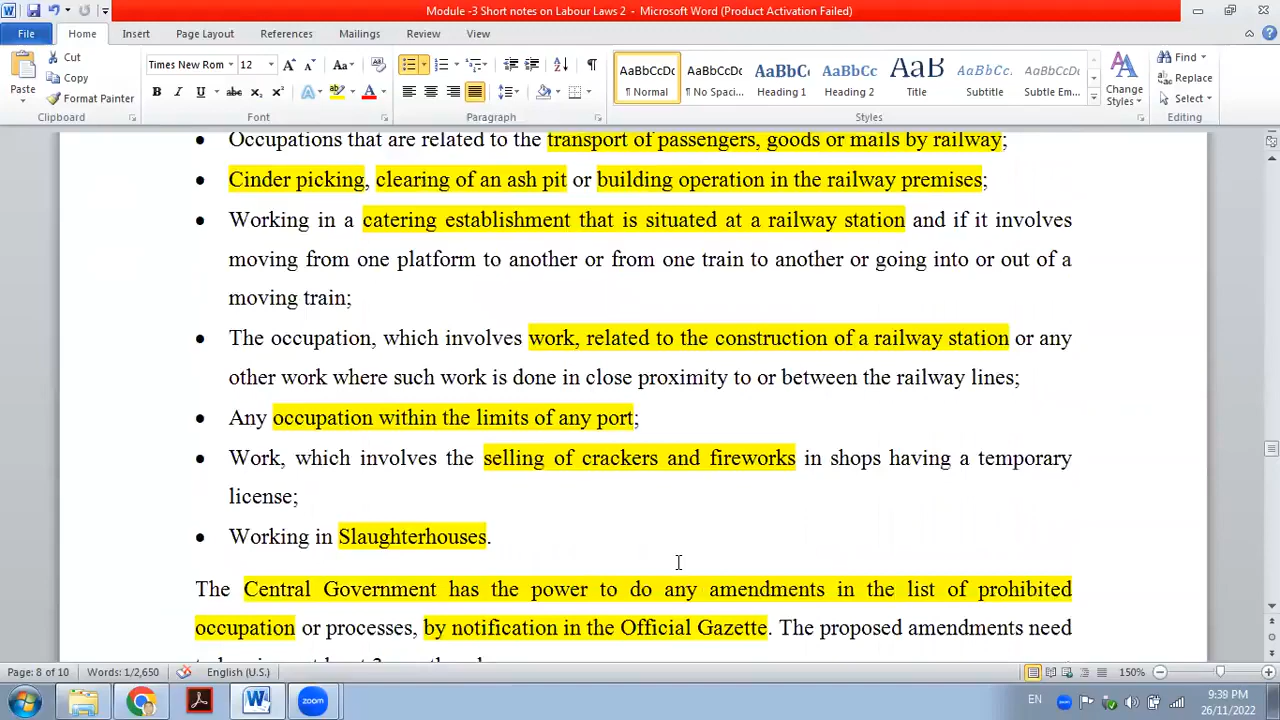 Module -3 Short notes on Labour Laws 2 - Microsoft Word (Product Activation Failed)
File Home Insert Page Layout References Mailings Review View
Cut
Copy
Format Painter
Paste
Clipboard
Times New Rom 12
Font
Paragraph
AaBbCcDc AaBbCcDc AaBbC AaBbCc AaB AaBbCcL AaBbCcDc
¶ Normal ¶ No Spaci... Heading 1 Heading 2 Title Subtitle Subtle Em...
Change
Styles
Styles
Find
Replace
Select
Editing
• Occupations that are related to the transport of passengers, goods or mails by railway;
• Cinder picking, clearing of an ash pit or building operation in the railway premises;
• Working in a catering establishment that is situated at a railway station and if it involves
moving from one platform to another or from one train to another or going into or out of a
moving train;
• The occupation, which involves work, related to the construction of a railway station or any
other work where such work is done in close proximity to or between the railway lines;
• Any occupation within the limits of any port;
• Work, which involves the selling of crackers and fireworks in shops having a temporary
license;
• Working in Slaughterhouses.
The Central Government has the power to do any amendments in the list of prohibited
occupation or processes, by notification in the Official Gazette. The proposed amendments need
Page: 8 of 10 Words: 1/2,650 English (U.S.) 150%
zoom
EN
9:39 PM
26/11/2022